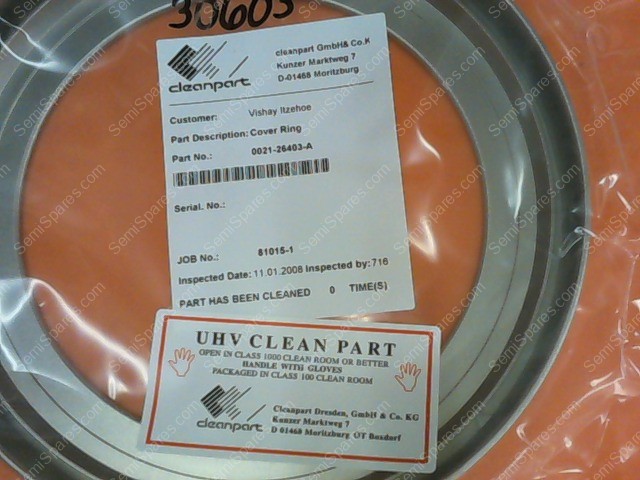 30603
cleanpart
cleanpart GmbH& Co.K
Kunzer Marktweg 7
D-01468 Moritzburg
Customer: Vishay Itzehoe
Part Description: Cover Ring
Part No.: 0021-26403-A
Serial. No.:
JOB No.: 81015-1
Inspected Date: 11.01.2008 Inspected by: 716
PART HAS BEEN CLEANED 0 TIME(S)
UHV CLEAN PART
OPEN IN CLASS 1000 CLEAN ROOM OR BETTER
HANDLE WITH GLOVES
PACKAGED IN CLASS 100 CLEAN ROOM
cleanpart
Cleanpart Dresden, GmbH & Co. KG
Kunzer Marktweg 7
D 01468 Moritzburg OT Boxdorf
SemiSpares.com